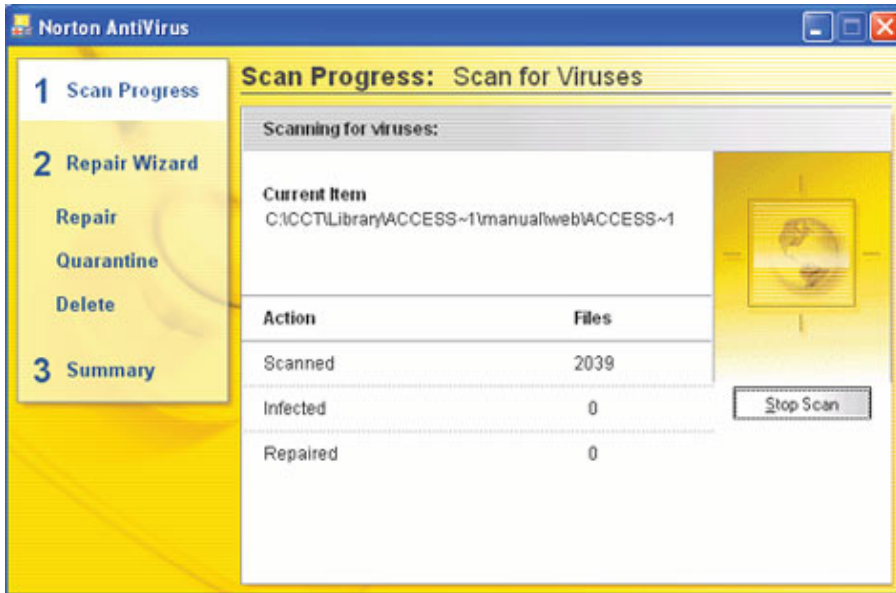 Norton AntiVirus
1 Scan Progress
2 Repair Wizard
Repair
Quarantine
Delete
3 Summary
Scan Progress: Scan for Viruses
Scanning for viruses:
Current Item
C:\CCT\Library\ACCESS~1\manual\web\ACCESS~1
Action Files
Scanned 2039
Infected 0
Repaired 0
Stop Scan